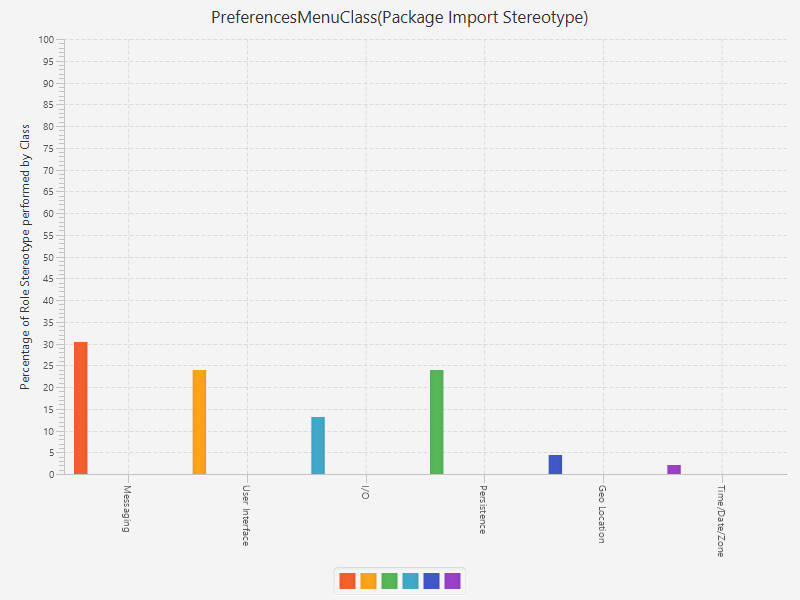 PreferencesMenuClass(Package Import Stereotype)
Percentage of Role Stereotype performed by Class
100
95
90
85
80
75
70
65
60
55
50
45
40
35
30
25
20
15
10
5
0
Messaging
User Interface
I/O
Persistence
Geo Location
Time/Date/Zone